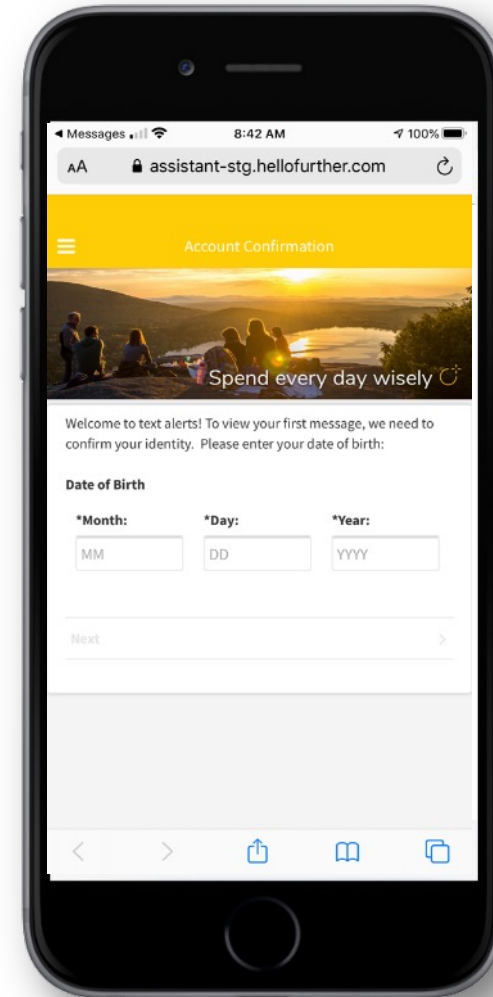 Messages 8:42 AM 100%
AA assistant-stg.hellofurther.com
Account Confirmation
Spend every day wisely
Welcome to text alerts! To view your first message, we need to
confirm your identity. Please enter your date of birth:
Date of Birth
*Month: *Day: *Year:
MM DD YYYY
Next